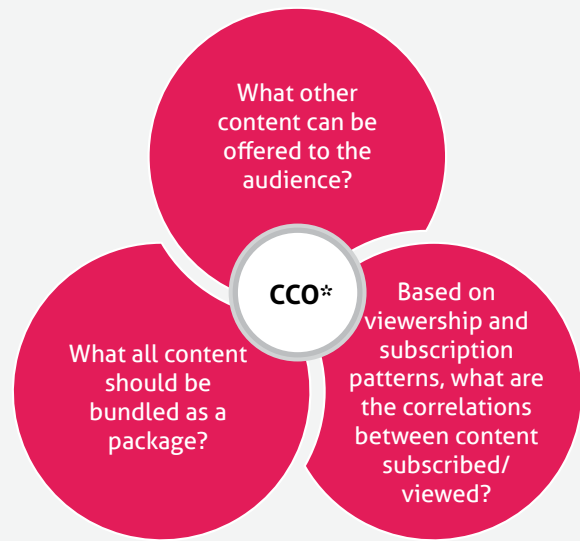 What other
content can be
offered to the
audience?
CCO*
What all content
should be
bundled as a
package?
Based on
viewership and
subscription
patterns, what are
the correlations
between content
subscribed/
viewed?